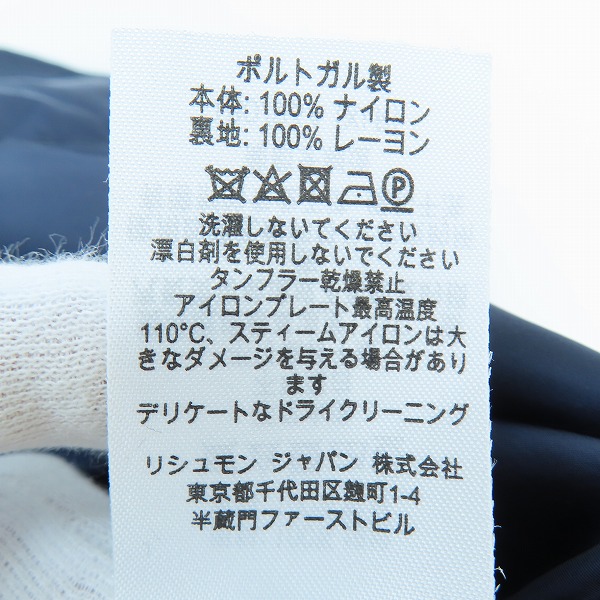 ポルトガル製
本体: 100% ナイロン
裏地: 100% レーヨン
P
洗濯しないてください
漂白剤を使用しないでください
タンブラー乾燥禁止
アイロンプレート最高温度
110°C、スティームアイロンは大
きなダメージを与える場合があり
ます
デリケートなドライクリーニング
リシュモン ジャパン 株式会社
東京都千代田区麹町1-4
半蔵門ファーストビル